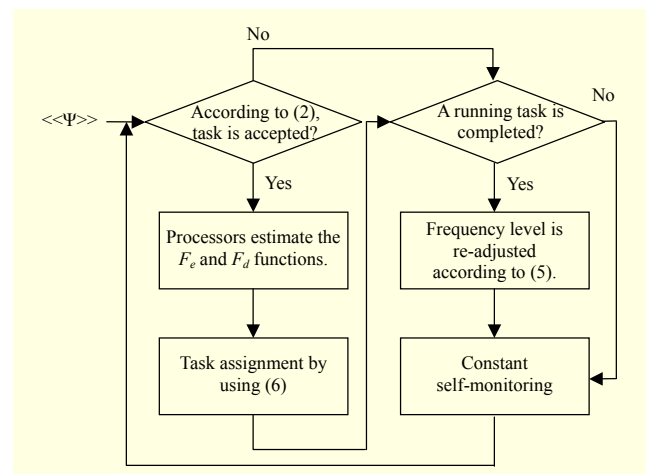 No
<<Ψ>>
According to (2),
task is accepted?
A running task is
completed?
No
Yes
Yes
Processors estimate the
Fe and Fd functions.
Frequency level is
re-adjusted
according to (5).
Task assignment by
using (6)
Constant
self-monitoring